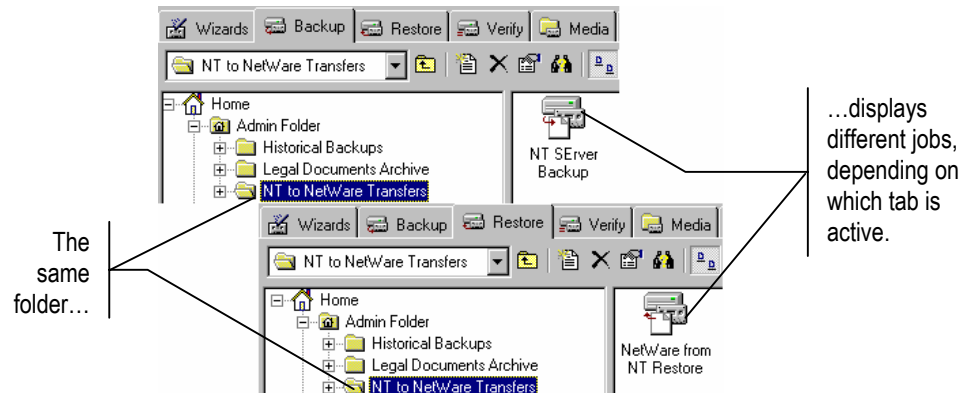 Wizards Backup Restore Verify Media
NT to NetWare Transfers
Home
Admin Folder
Historical Backups
Legal Documents Archive
NT to NetWare Transfers
NT SErver
Backup
…displays
different jobs,
depending on
which tab is
active.
The
same
folder…
Wizards Backup Restore Verify Media
NT to NetWare Transfers
Home
Admin Folder
Historical Backups
Legal Documents Archive
NT to NetWare Transfers
NetWare from
NT Restore